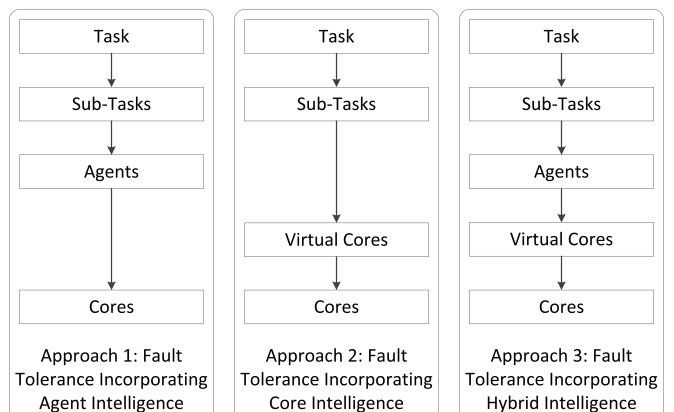 Task
Sub-Tasks
Agents
Cores
Approach 1: Fault
Tolerance Incorporating
Agent Intelligence
Task
Sub-Tasks
Virtual Cores
Cores
Approach 2: Fault
Tolerance Incorporating
Core Intelligence
Task
Sub-Tasks
Agents
Virtual Cores
Cores
Approach 3: Fault
Tolerance Incorporating
Hybrid Intelligence